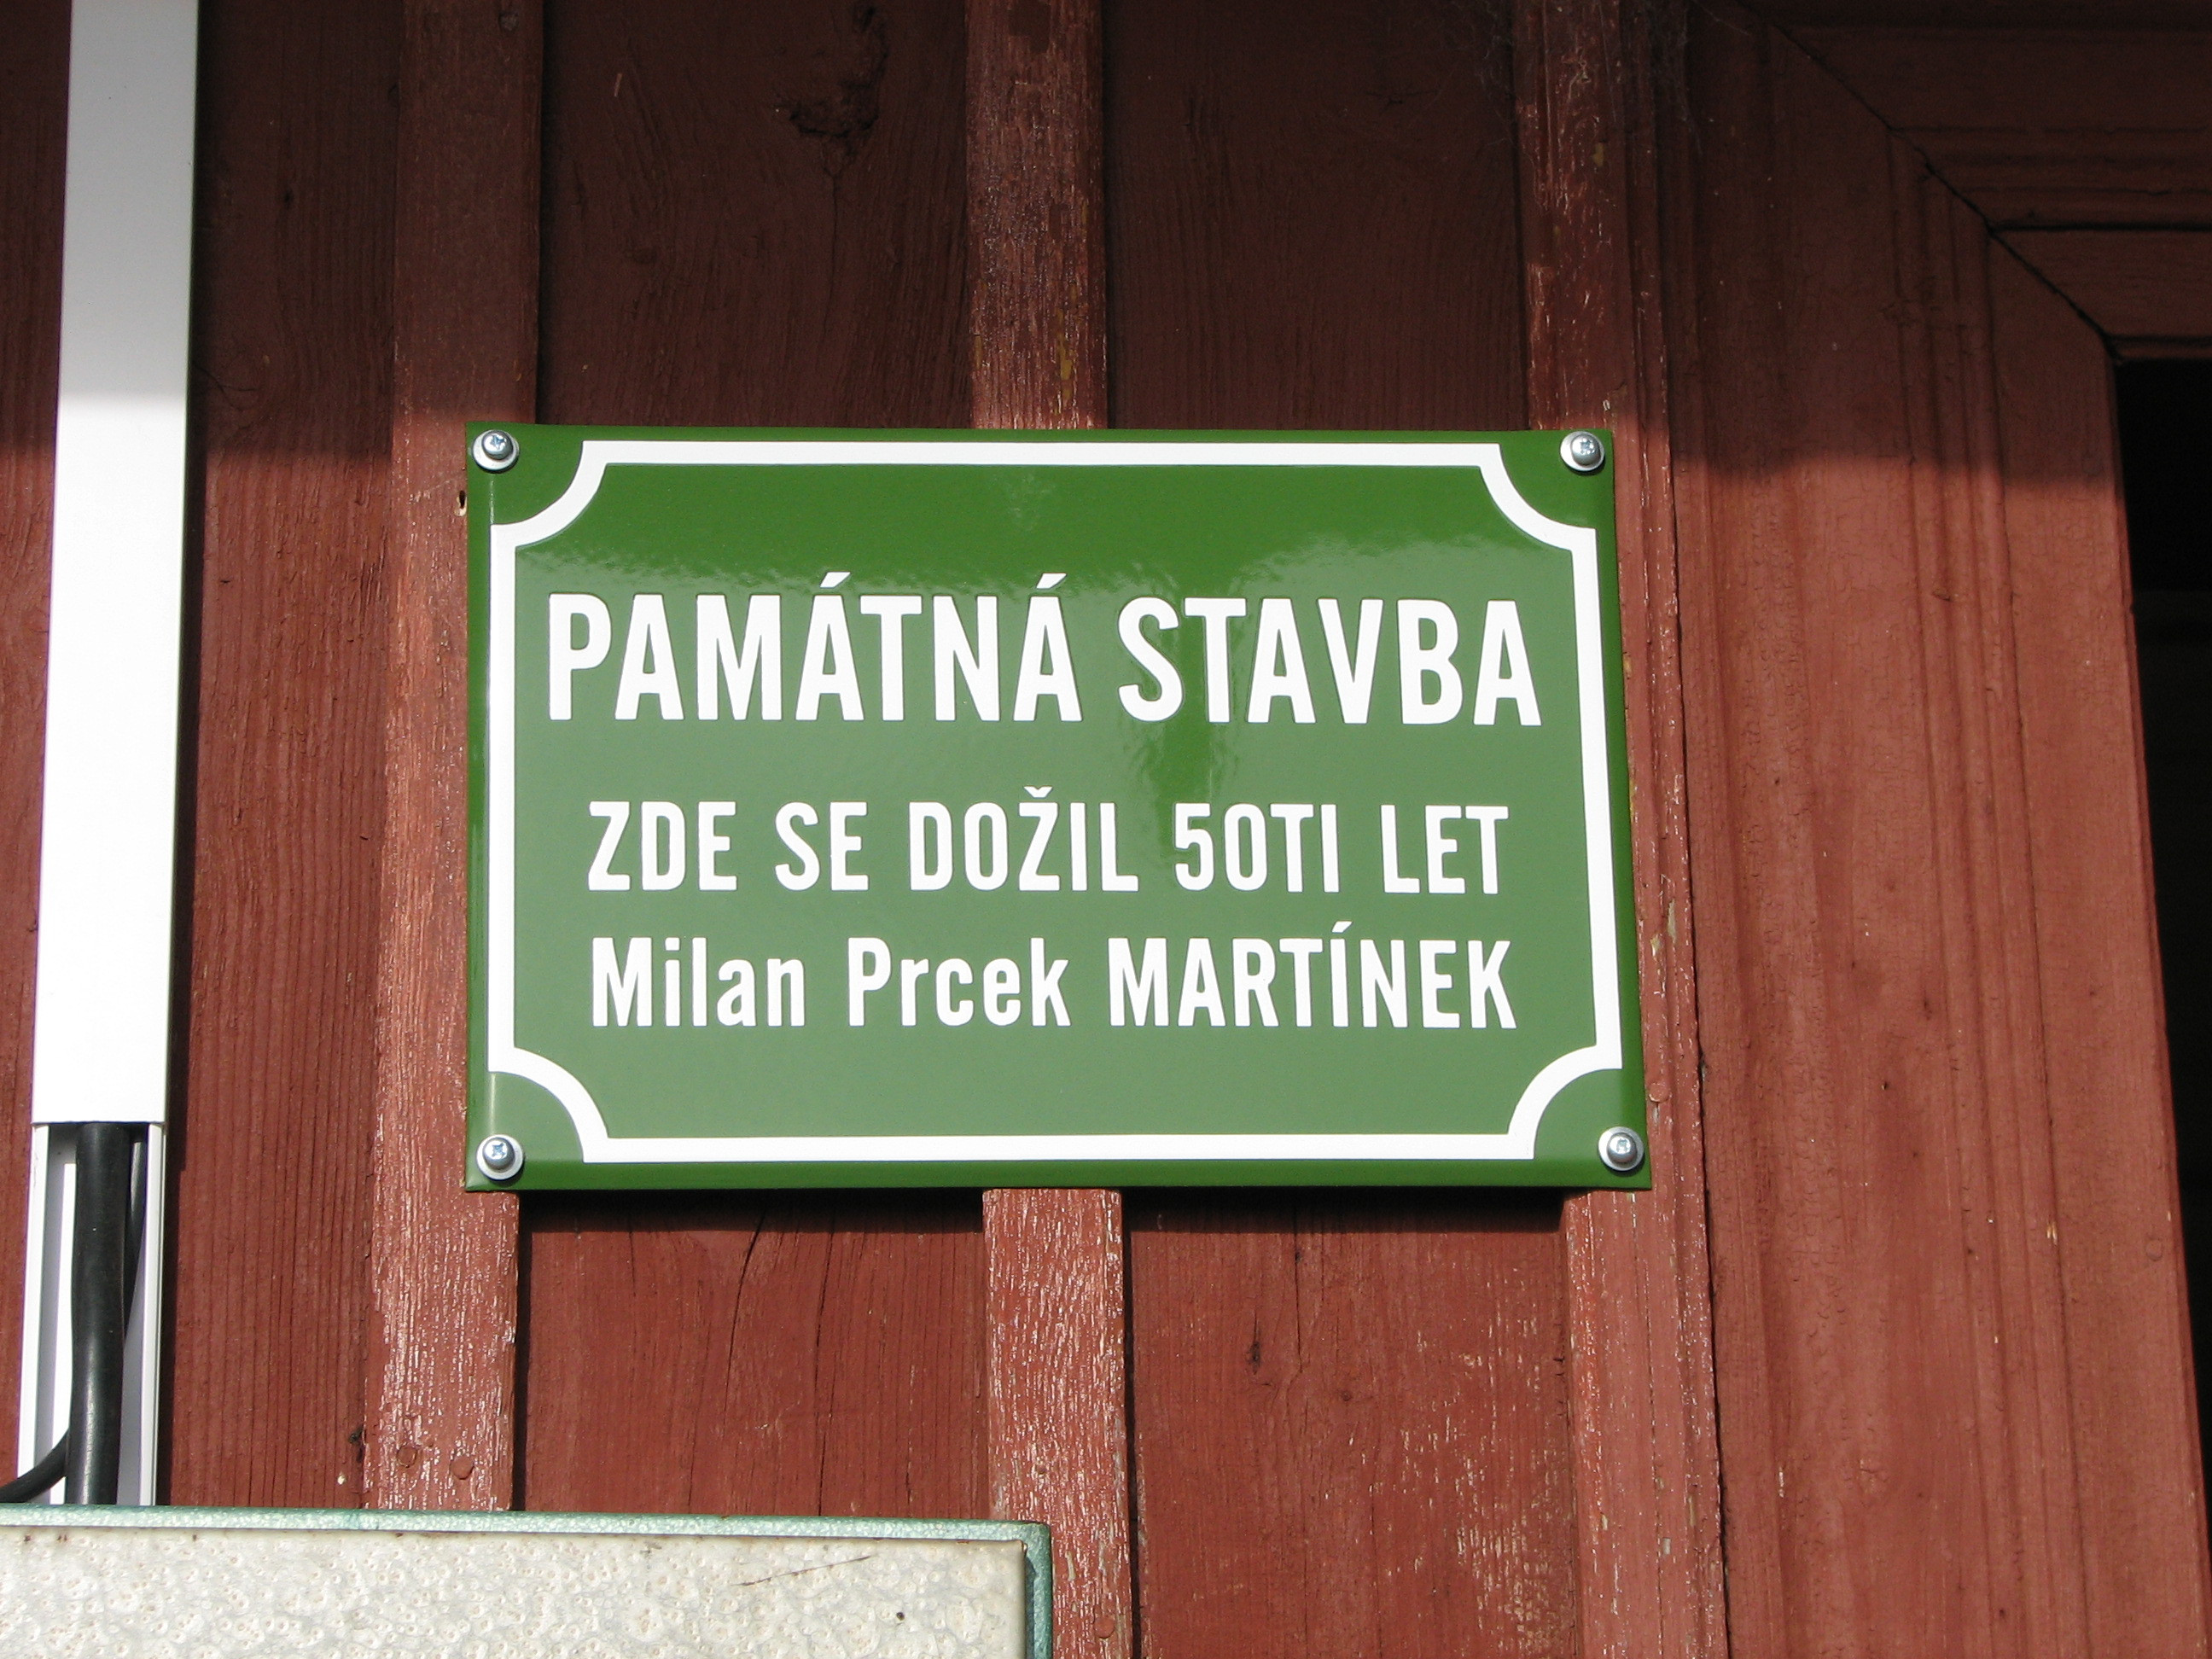 PAMÁTNÁ STAVBA
ZDE SE DOŽIL 50TI LET
Milan Prcek MARTÍNEK